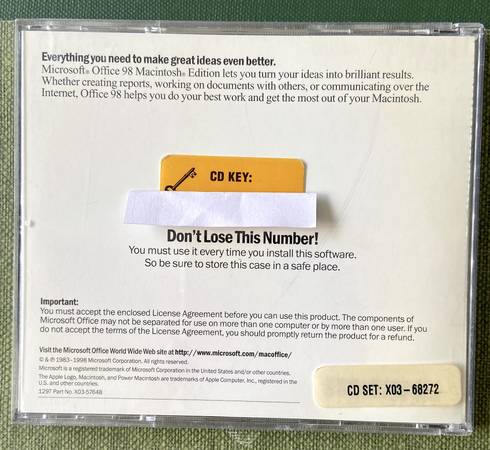 Everything you need to make great ideas even better.
Microsoft® Office 98 Macintosh® Edition lets you turn your ideas into brilliant results.
Whether creating reports, working on documents with others, or communicating over the
Internet, Office 98 helps you do your best work and get the most out of your Macintosh.
CD KEY:
Don't Lose This Number!
You must use it every time you install this software.
So be sure to store this case in a safe place.
Important:
You must accept the enclosed License Agreement before you can use this product. The components of
Microsoft Office may not be separated for use on more than one computer or by more than one user. If you
do not accept the terms of the License Agreement, you should promptly return the product for a refund.
Visit the Microsoft Office World Wide Web site at http://www.microsoft.com/macoffice/
© & ℗ 1983–1998 Microsoft Corporation. All rights reserved.
Microsoft is a registered trademark of Microsoft Corporation in the United States and/or other countries.
The Apple Logo, Macintosh, and Power Macintosh are trademarks of Apple Computer, Inc., registered in the
U.S. and other countries.
1297 Part No. X03-57648
CD SET: X03-68272